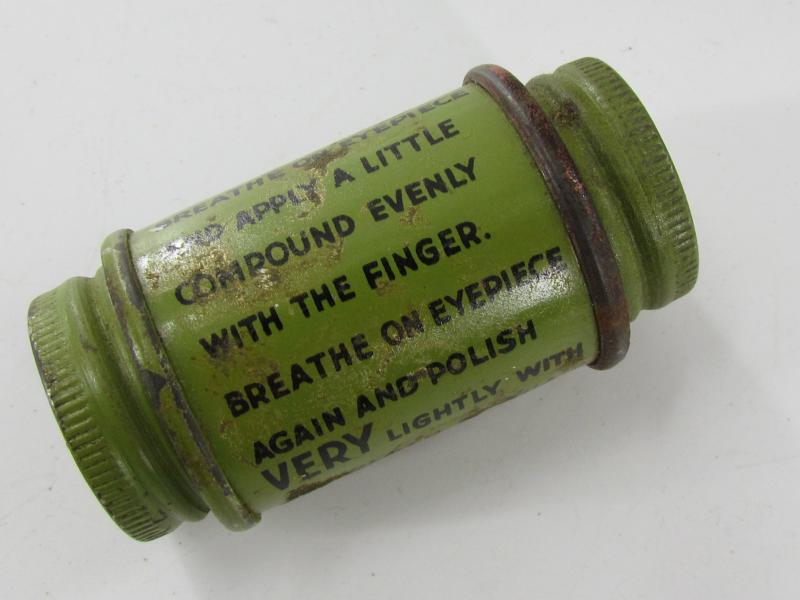 BREATHE ON EYEPIECE
AND APPLY A LITTLE
COMPOUND EVENLY
WITH THE FINGER.
BREATHE ON EYEPIECE
AGAIN AND POLISH
VERY LIGHTLY WITH